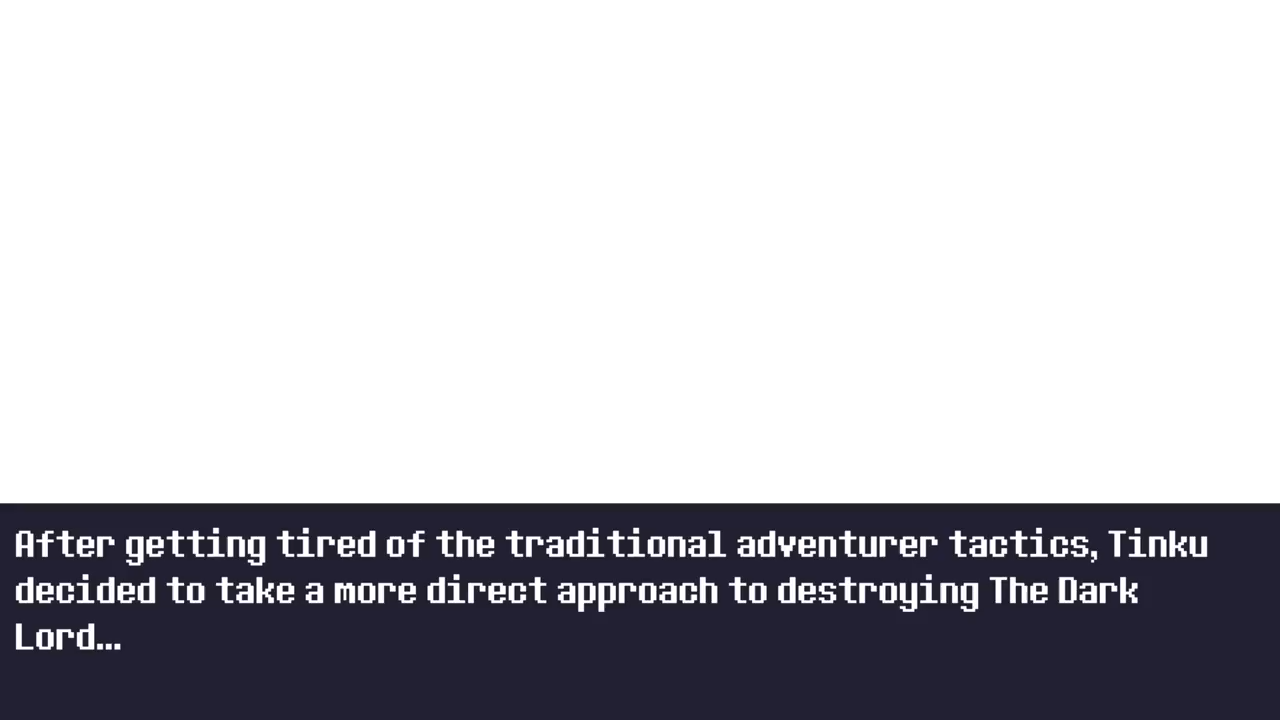 After getting tired of the traditional adventurer tactics, Tinku
decided to take a more direct approach to destroying The Dark
Lord...